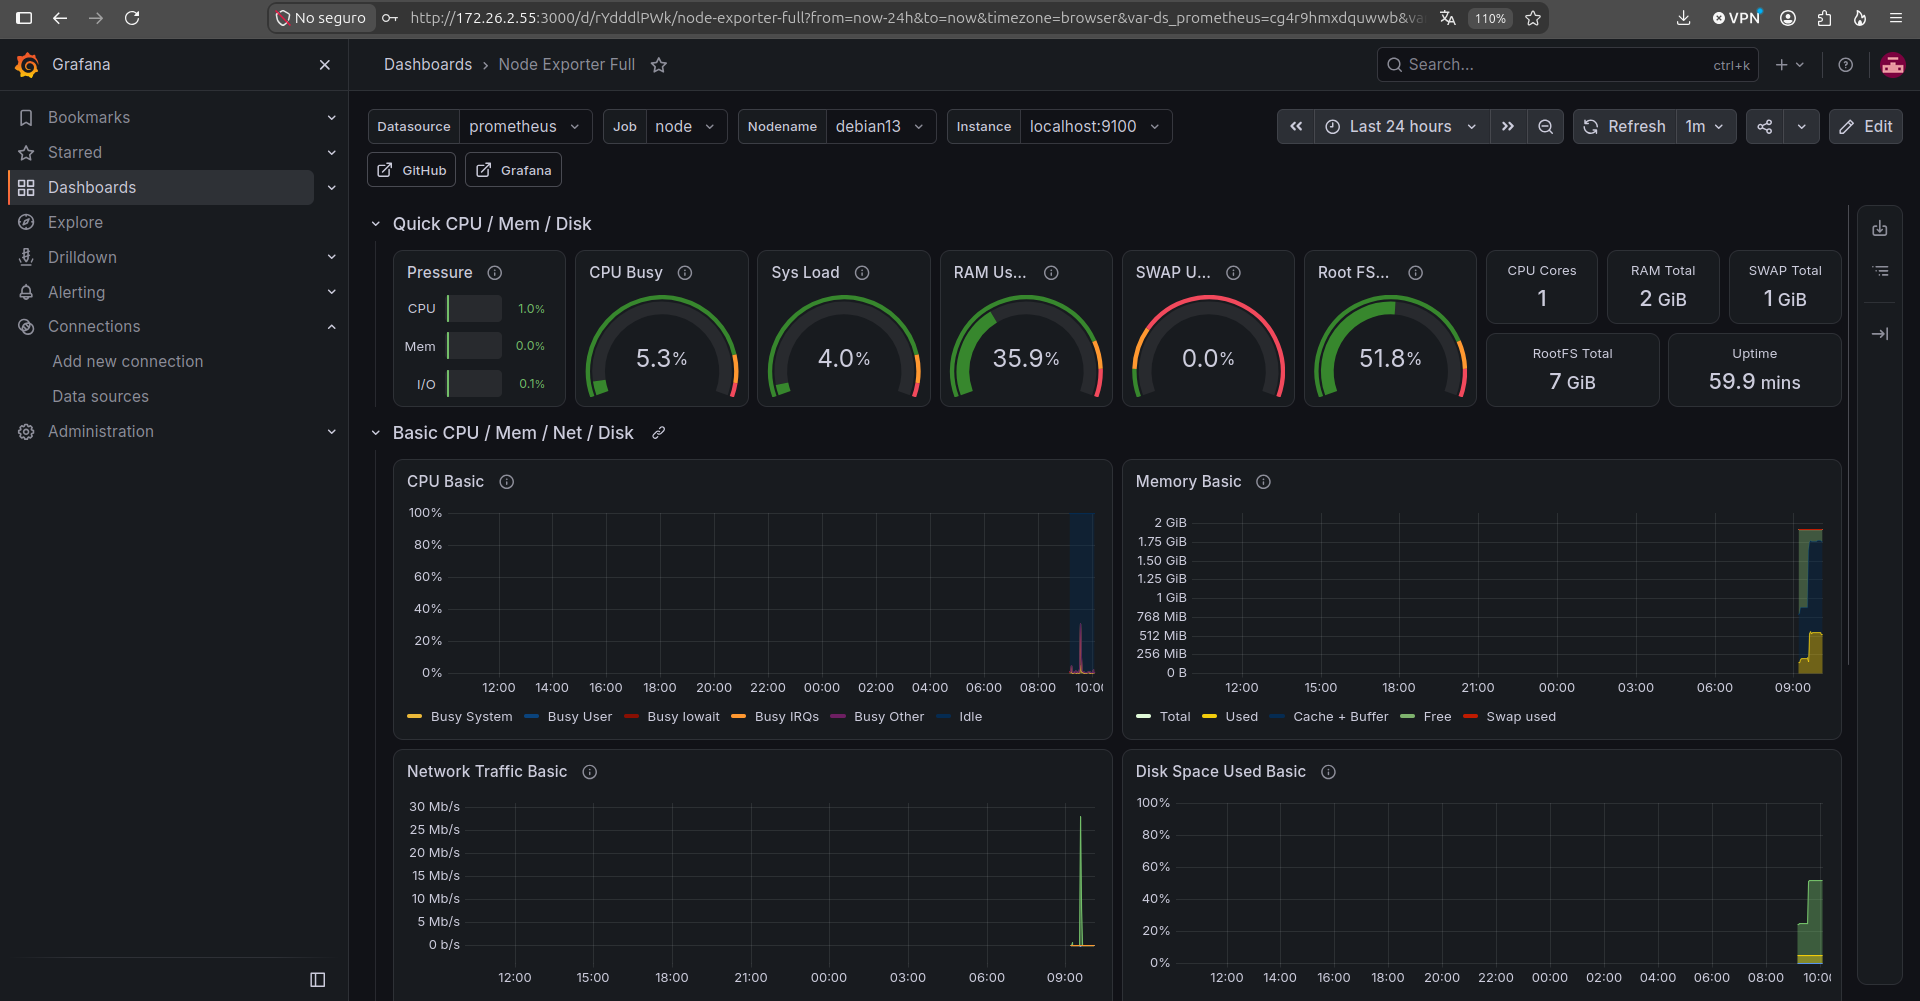 No seguro
http://172.26.2.55:3000/d/rYdddlPWk/node-exporter-full?from=now-24h&to=now&timezone=browser&var-ds_prometheus=cg4r9hmxdquwwb&va
110%
VPN
Grafana
Dashboards › Node Exporter Full
Search...
ctrl+k
Bookmarks
Starred
Dashboards
Explore
Drilldown
Alerting
Connections
Add new connection
Data sources
Administration
Datasource prometheus
Job node
Nodename debian13
Instance localhost:9100
Last 24 hours
Refresh 1m
Edit
GitHub
Grafana
Quick CPU / Mem / Disk
Pressure
CPU 1.0%
Mem 0.0%
I/O 0.1%
CPU Busy
5.3%
Sys Load
4.0%
RAM Us...
35.9%
SWAP U...
0.0%
Root FS...
51.8%
CPU Cores
1
RAM Total
2 GiB
SWAP Total
1 GiB
RootFS Total
7 GiB
Uptime
59.9 mins
Basic CPU / Mem / Net / Disk
CPU Basic
100%
80%
60%
40%
20%
0%
12:00 14:00 16:00 18:00 20:00 22:00 00:00 02:00 04:00 06:00 08:00 10:00
Busy System Busy User Busy Iowait Busy IRQs Busy Other Idle
Memory Basic
2 GiB
1.75 GiB
1.50 GiB
1.25 GiB
1 GiB
768 MiB
512 MiB
256 MiB
0 B
12:00 15:00 18:00 21:00 00:00 03:00 06:00 09:00
Total Used Cache + Buffer Free Swap used
Network Traffic Basic
30 Mb/s
25 Mb/s
20 Mb/s
15 Mb/s
10 Mb/s
5 Mb/s
0 b/s
12:00 15:00 18:00 21:00 00:00 03:00 06:00 09:00
Disk Space Used Basic
100%
80%
60%
40%
20%
0%
12:00 14:00 16:00 18:00 20:00 22:00 00:00 02:00 04:00 06:00 08:00 10:00